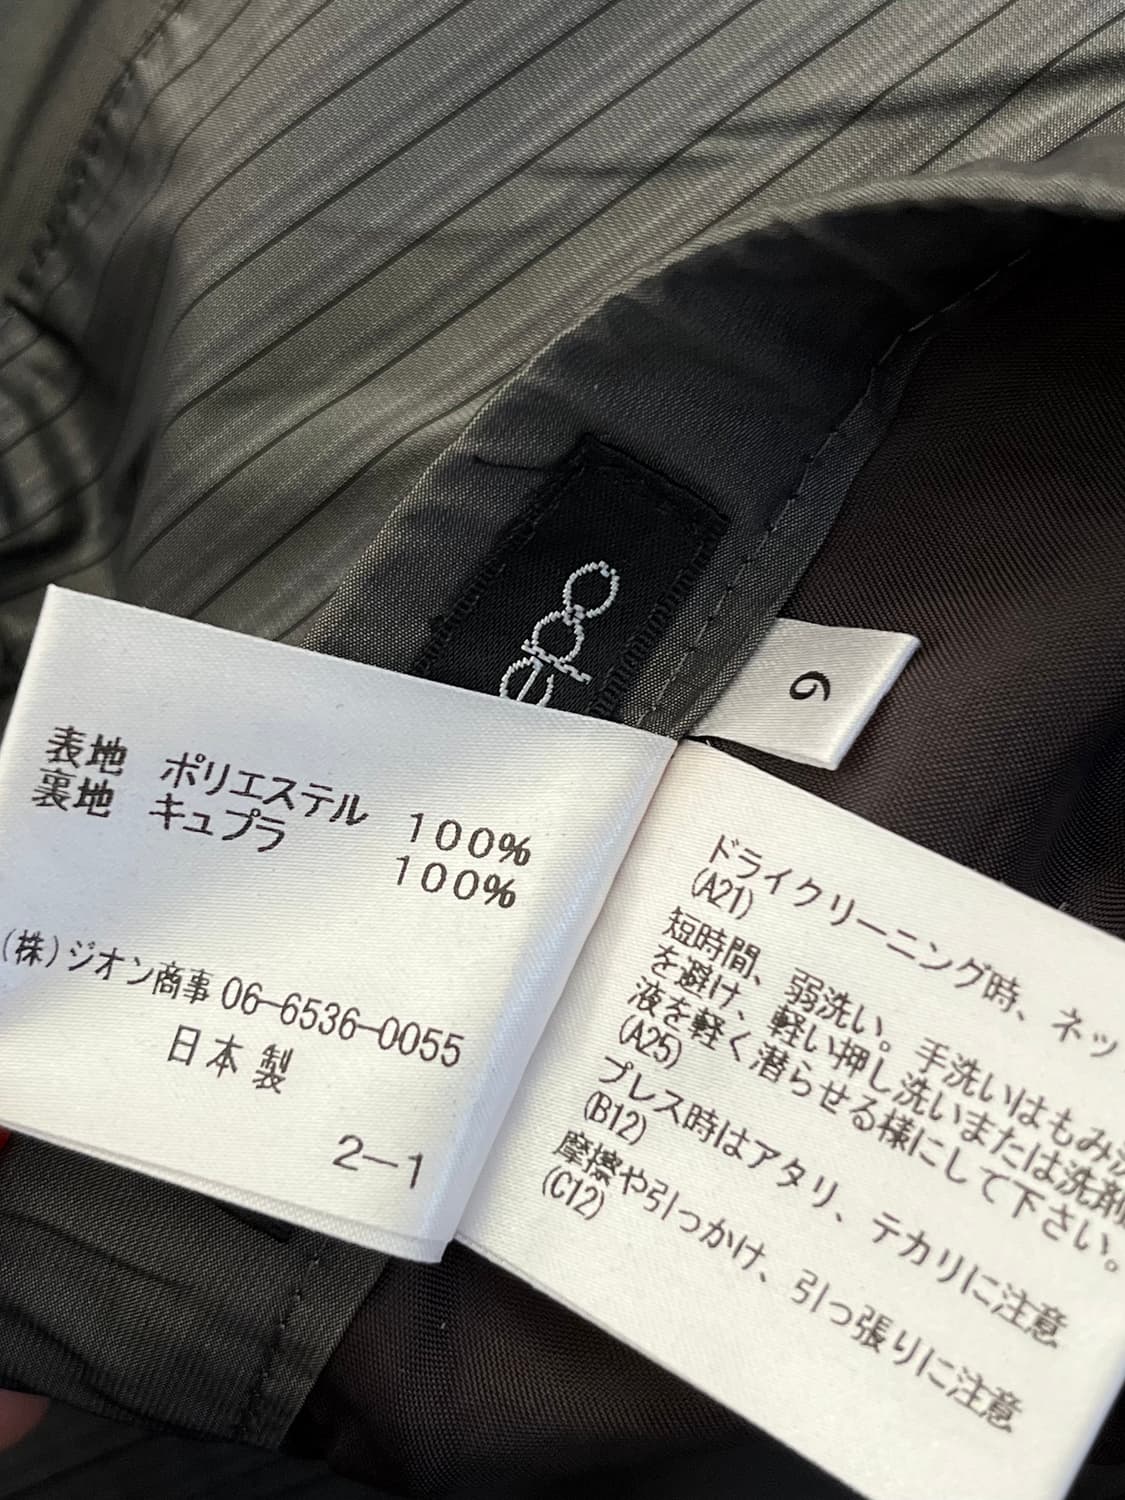 9
表地 ポリエステル 100%
裏地 キュプラ 100%
(株)ジオン商事 06-6536-0055
日本製
2-1
ドライクリーニング時、ネッ
(A21)
短時間、弱洗い。手洗いはもみ洗
を避け、軽い押し洗いまたは洗剤
液を軽く潜らせる様にして下さい。
(A25)
プレス時はアタリ、テカリに注意
(B12)
摩擦や引っかけ、引っ張りに注意
(C12)